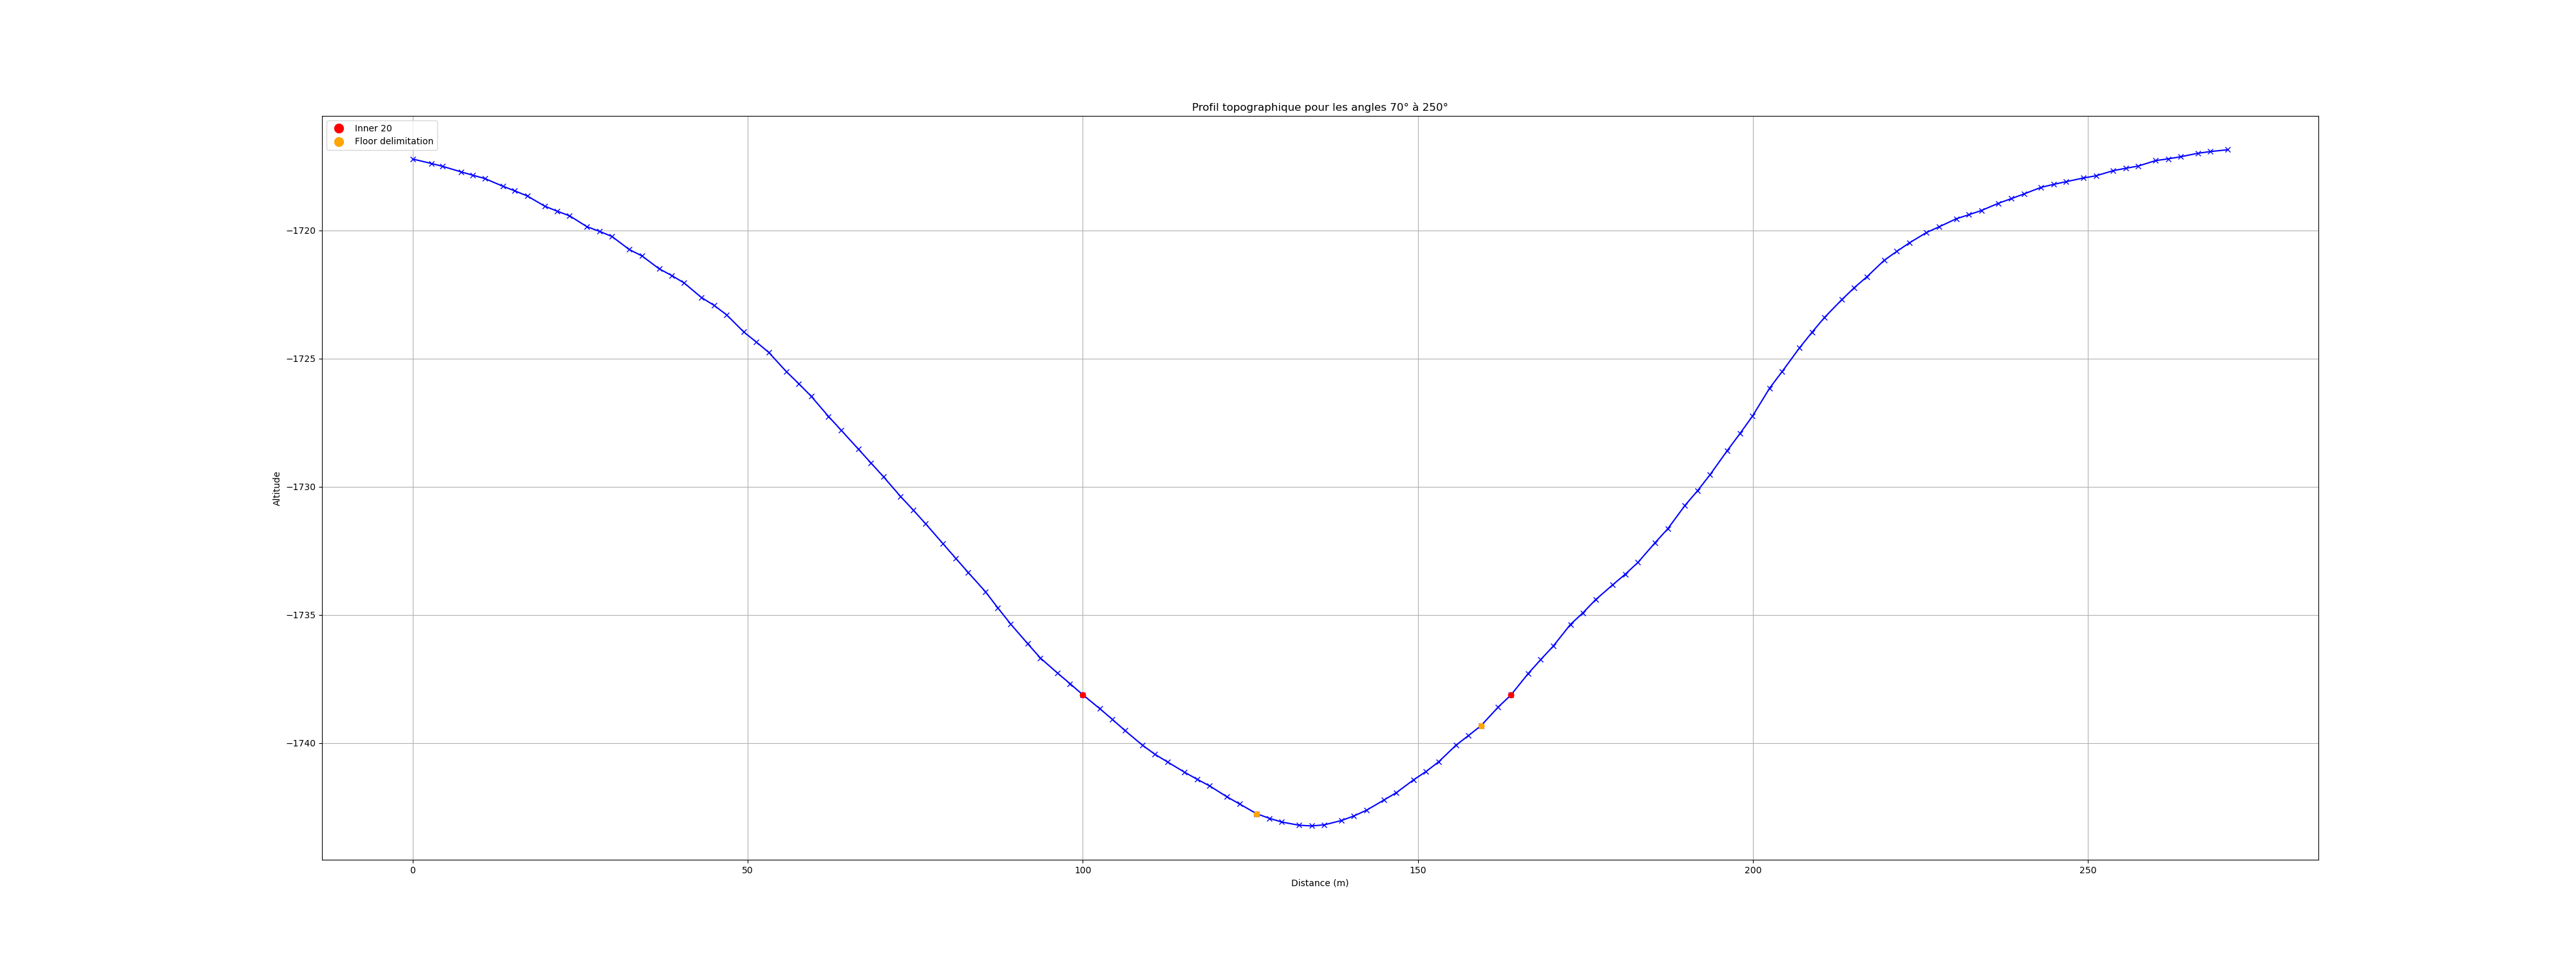 Profil topographique pour les angles 70° à 250°
Inner 20
Floor delimitation
−1720
−1725
−1730
−1735
−1740
Altitude
0 50 100 150 200 250
Distance (m)